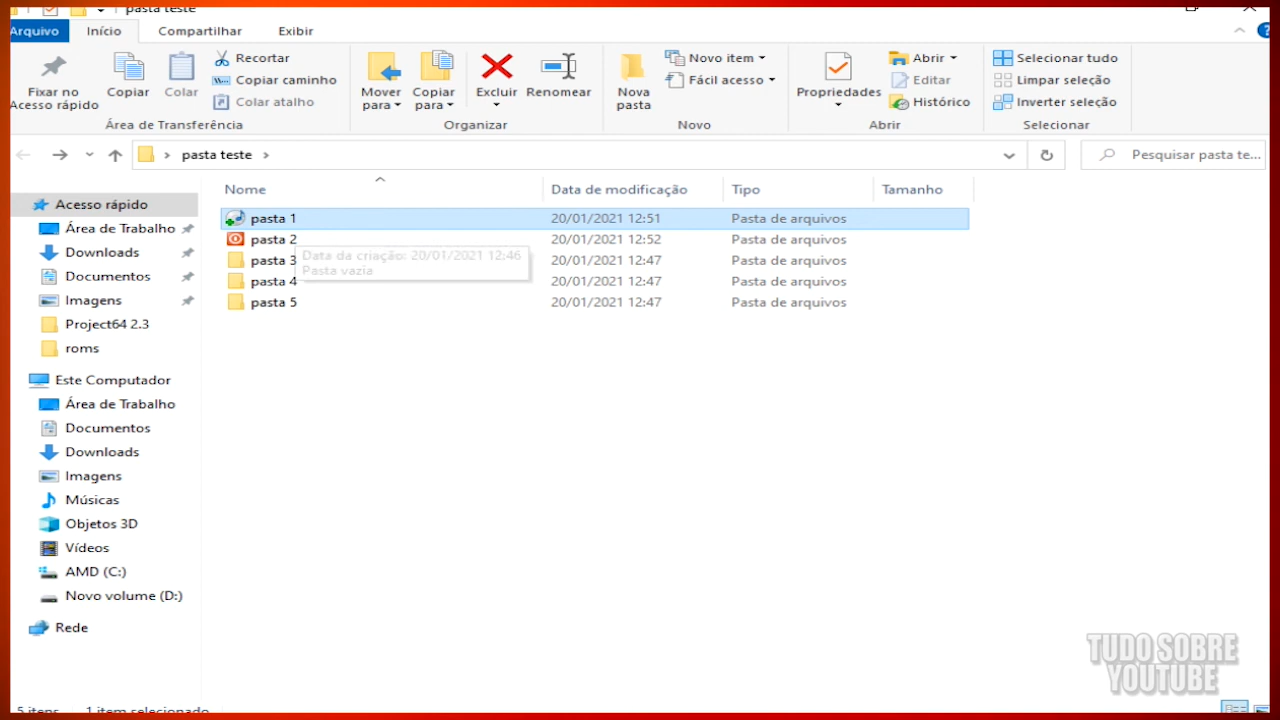 pasta teste
Arquivo Início Compartilhar Exibir
Fixar no Acesso rápido
Copiar
Colar
Recortar
Copiar caminho
Colar atalho
Área de Transferência
Mover para
Copiar para
Excluir
Renomear
Organizar
Nova pasta
Novo item
Fácil acesso
Novo
Propriedades
Abrir
Editar
Histórico
Abrir
Selecionar tudo
Limpar seleção
Inverter seleção
Selecionar
pasta teste
Pesquisar pasta te...
Nome Data de modificação Tipo Tamanho
pasta 1 20/01/2021 12:51 Pasta de arquivos
pasta 2 20/01/2021 12:52 Pasta de arquivos
pasta 3 20/01/2021 12:47 Pasta de arquivos
pasta 4 20/01/2021 12:47 Pasta de arquivos
pasta 5 20/01/2021 12:47 Pasta de arquivos
Data da criação: 20/01/2021 12:46
Pasta vazia
Acesso rápido
Área de Trabalho
Downloads
Documentos
Imagens
Project64 2.3
roms
Este Computador
Área de Trabalho
Documentos
Downloads
Imagens
Músicas
Objetos 3D
Vídeos
AMD (C:)
Novo volume (D:)
Rede
5 itens 1 item selecionado
TUDO SOBRE
YOUTUBE